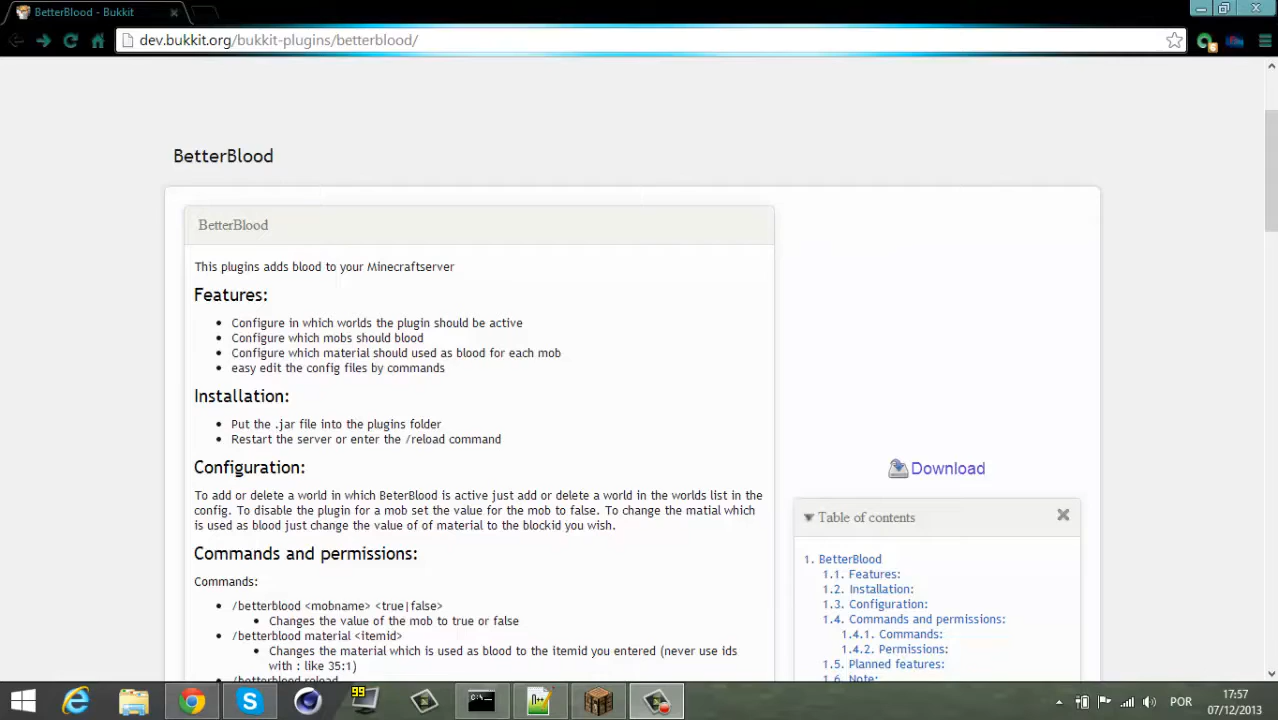 BetterBlood - Bukkit
dev.bukkit.org/bukkit-plugins/betterblood/
BetterBlood
BetterBlood
This plugins adds blood to your Minecraftserver
Features:
Configure in which worlds the plugin should be active
Configure which mobs should blood
Configure which material should used as blood for each mob
easy edit the config files by commands
Installation:
Put the .jar file into the plugins folder
Restart the server or enter the /reload command
Configuration:
To add or delete a world in which BeterBlood is active just add or delete a world in the worlds list in the
config. To disable the plugin for a mob set the value for the mob to false. To change the matial which
is used as blood just change the value of of material to the blockid you wish.
Commands and permissions:
Commands:
/betterblood <mobname> <true|false>
Changes the value of the mob to true or false
/betterblood material <itemid>
Changes the material which is used as blood to the itemid you entered (never use ids
with : like 35:1)
/betterblood reload
Download
Table of contents
1. BetterBlood
1.1. Features:
1.2. Installation:
1.3. Configuration:
1.4. Commands and permissions:
1.4.1. Commands:
1.4.2. Permissions:
1.5. Planned features:
1.6. Note:
99
POR
17:57
07/12/2013